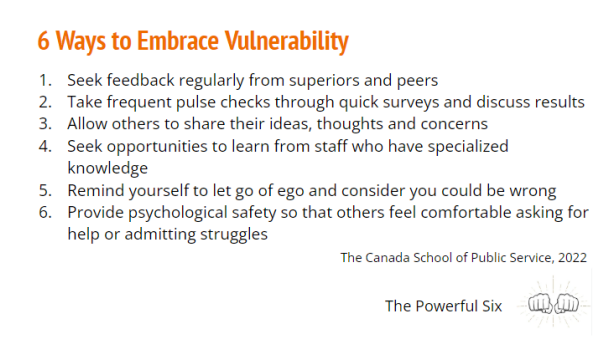 6 Ways to Embrace Vulnerability
1. Seek feedback regularly from superiors and peers
2. Take frequent pulse checks through quick surveys and discuss results
3. Allow others to share their ideas, thoughts and concerns
4. Seek opportunities to learn from staff who have specialized
knowledge
5. Remind yourself to let go of ego and consider you could be wrong
6. Provide psychological safety so that others feel comfortable asking for
help or admitting struggles
The Canada School of Public Service, 2022
The Powerful Six